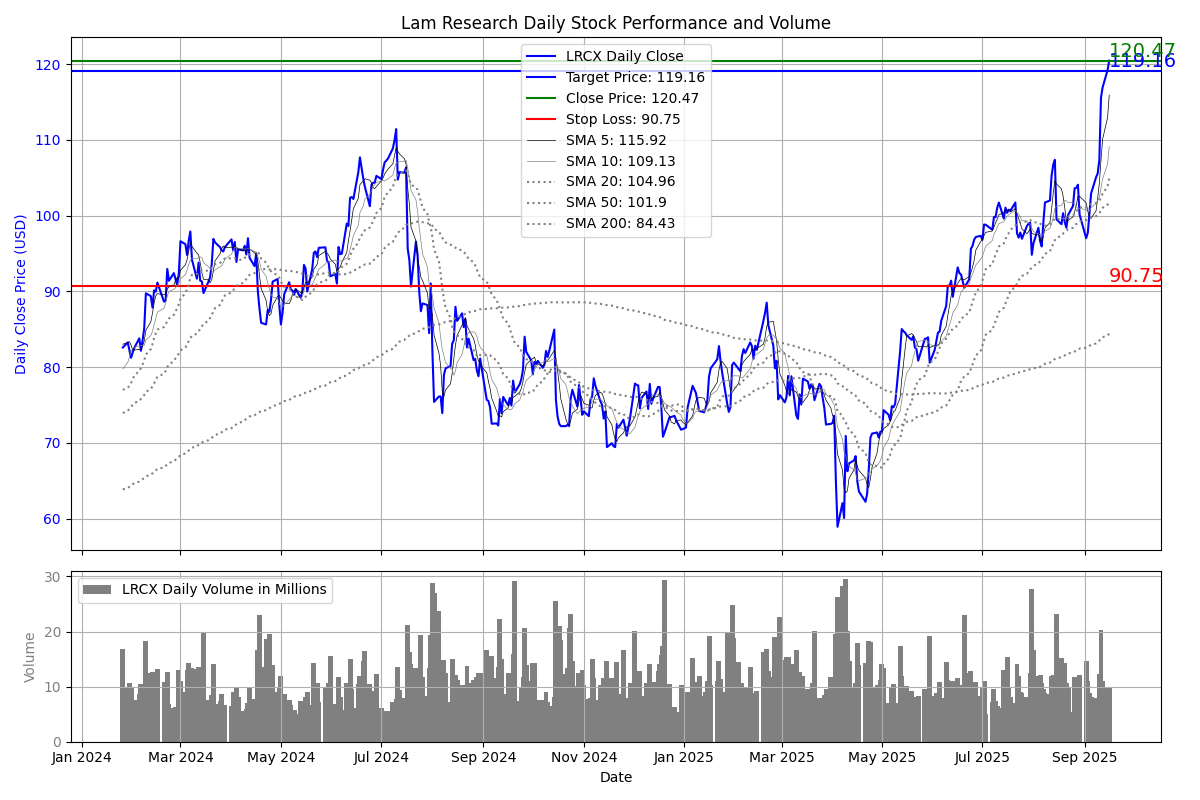 Lam Research Daily Stock Performance and Volume
Daily Close Price (USD)
120
110
100
90
80
70
60
LRCX Daily Close
Target Price: 119.16
Close Price: 120.47
Stop Loss: 90.75
SMA 5: 115.92
SMA 10: 109.13
SMA 20: 104.96
SMA 50: 101.9
SMA 200: 84.43
120.47
119.16
90.75
Volume
30
20
10
0
LRCX Daily Volume in Millions
Jan 2024
Mar 2024
May 2024
Jul 2024
Sep 2024
Nov 2024
Jan 2025
Mar 2025
May 2025
Jul 2025
Sep 2025
Date